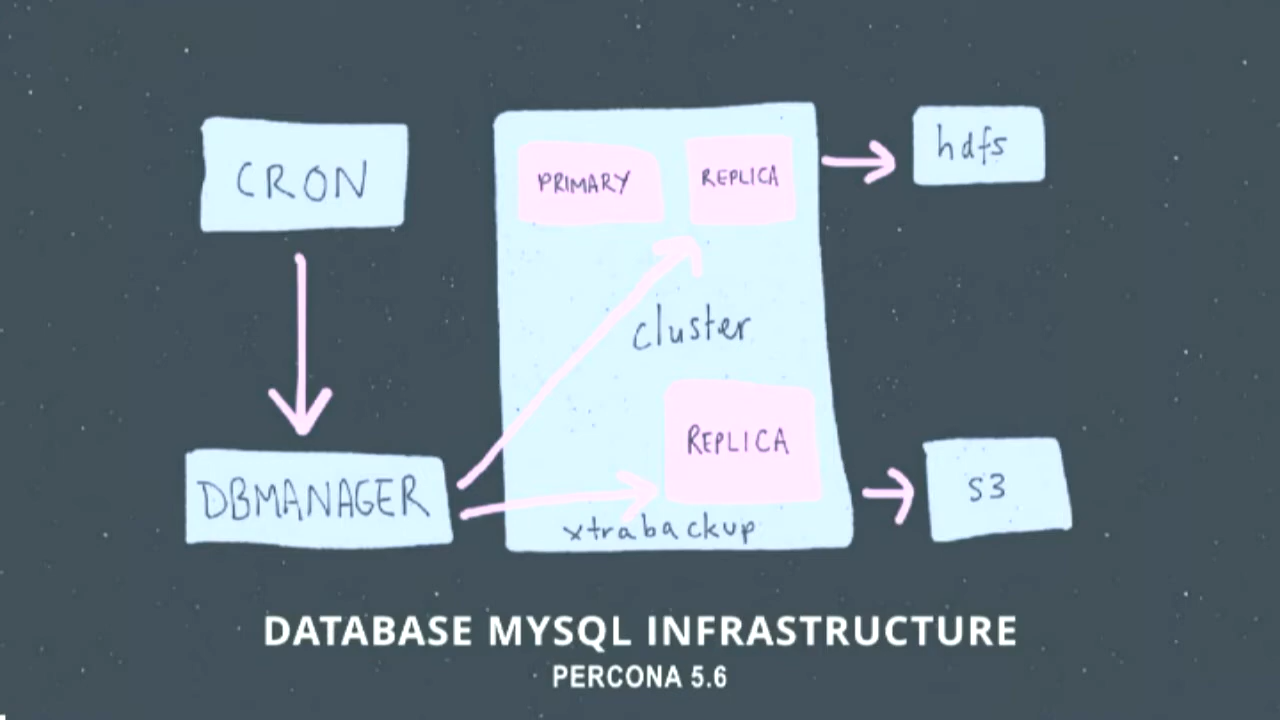 CRON
PRIMARY
REPLICA
hdfs
cluster
DBMANAGER
REPLICA
s3
xtrabackup
DATABASE MYSQL INFRASTRUCTURE
PERCONA 5.6